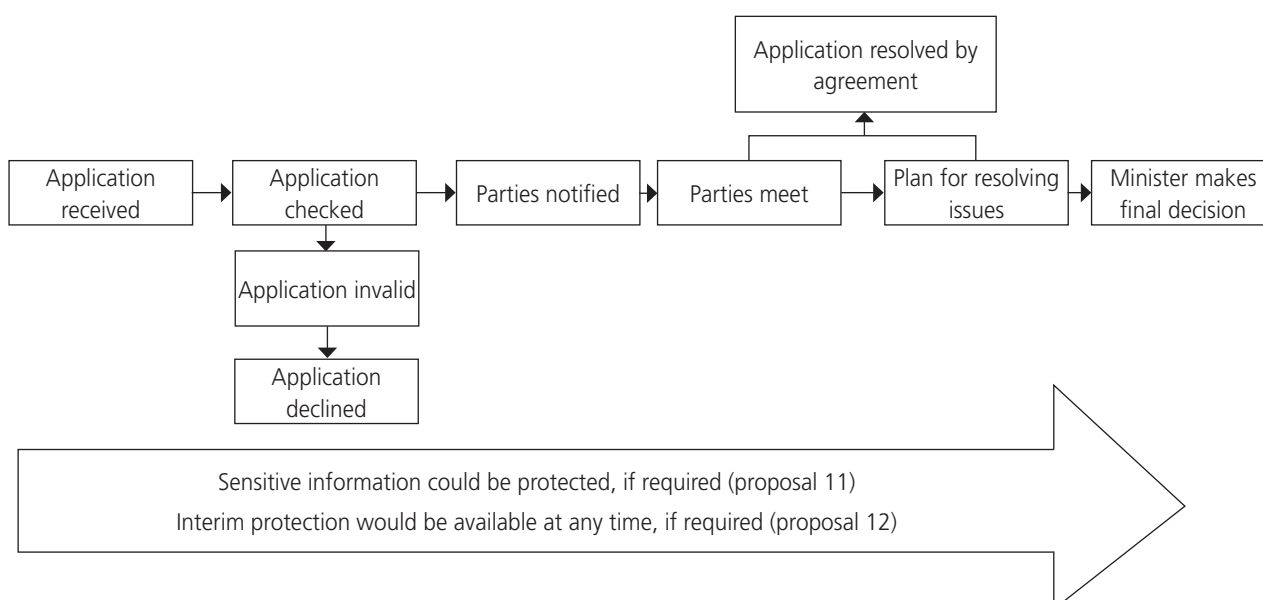 Application resolved by
agreement
Application
received
Application
checked
Parties notified
Parties meet
Plan for resolving
issues
Minister makes
final decision
Application invalid
Application
declined
Sensitive information could be protected, if required (proposal 11)
Interim protection would be available at any time, if required (proposal 12)